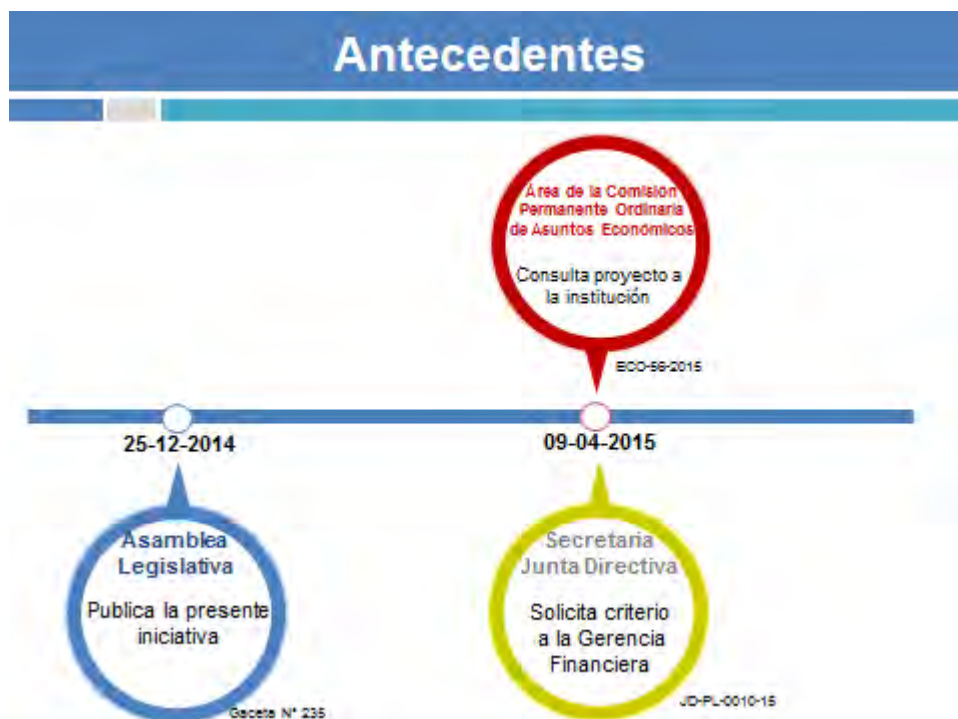 Antecedentes
Área de la Comisión
Permanente Ordinaria
de Asuntos Económicos
Consulta proyecto a
la institución
ECO-56-2015
25-12-2014
09-04-2015
Asamblea
Legislativa
Publica la presente
iniciativa
Gaceta N° 235
Secretaria
Junta Directiva
Solicita criterio
a la Gerencia
Financiera
JD-PL-0010-15